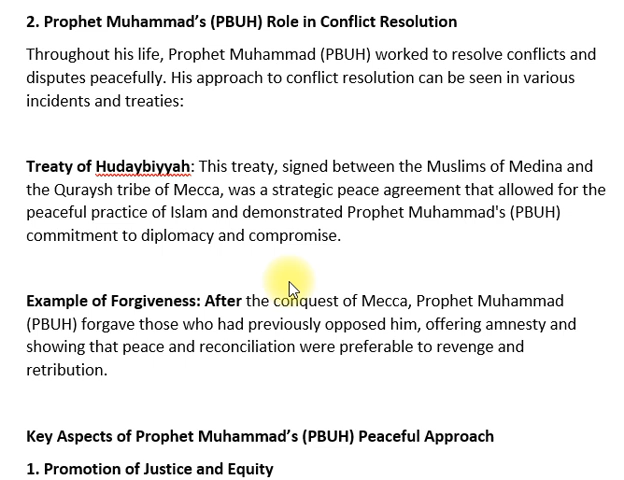 2. Prophet Muhammad’s (PBUH) Role in Conflict Resolution
Throughout his life, Prophet Muhammad (PBUH) worked to resolve conflicts and
disputes peacefully. His approach to conflict resolution can be seen in various
incidents and treaties:
Treaty of Hudaybiyyah: This treaty, signed between the Muslims of Medina and
the Quraysh tribe of Mecca, was a strategic peace agreement that allowed for the
peaceful practice of Islam and demonstrated Prophet Muhammad's (PBUH)
commitment to diplomacy and compromise.
Example of Forgiveness: After the conquest of Mecca, Prophet Muhammad
(PBUH) forgave those who had previously opposed him, offering amnesty and
showing that peace and reconciliation were preferable to revenge and
retribution.
Key Aspects of Prophet Muhammad’s (PBUH) Peaceful Approach
1. Promotion of Justice and Equity